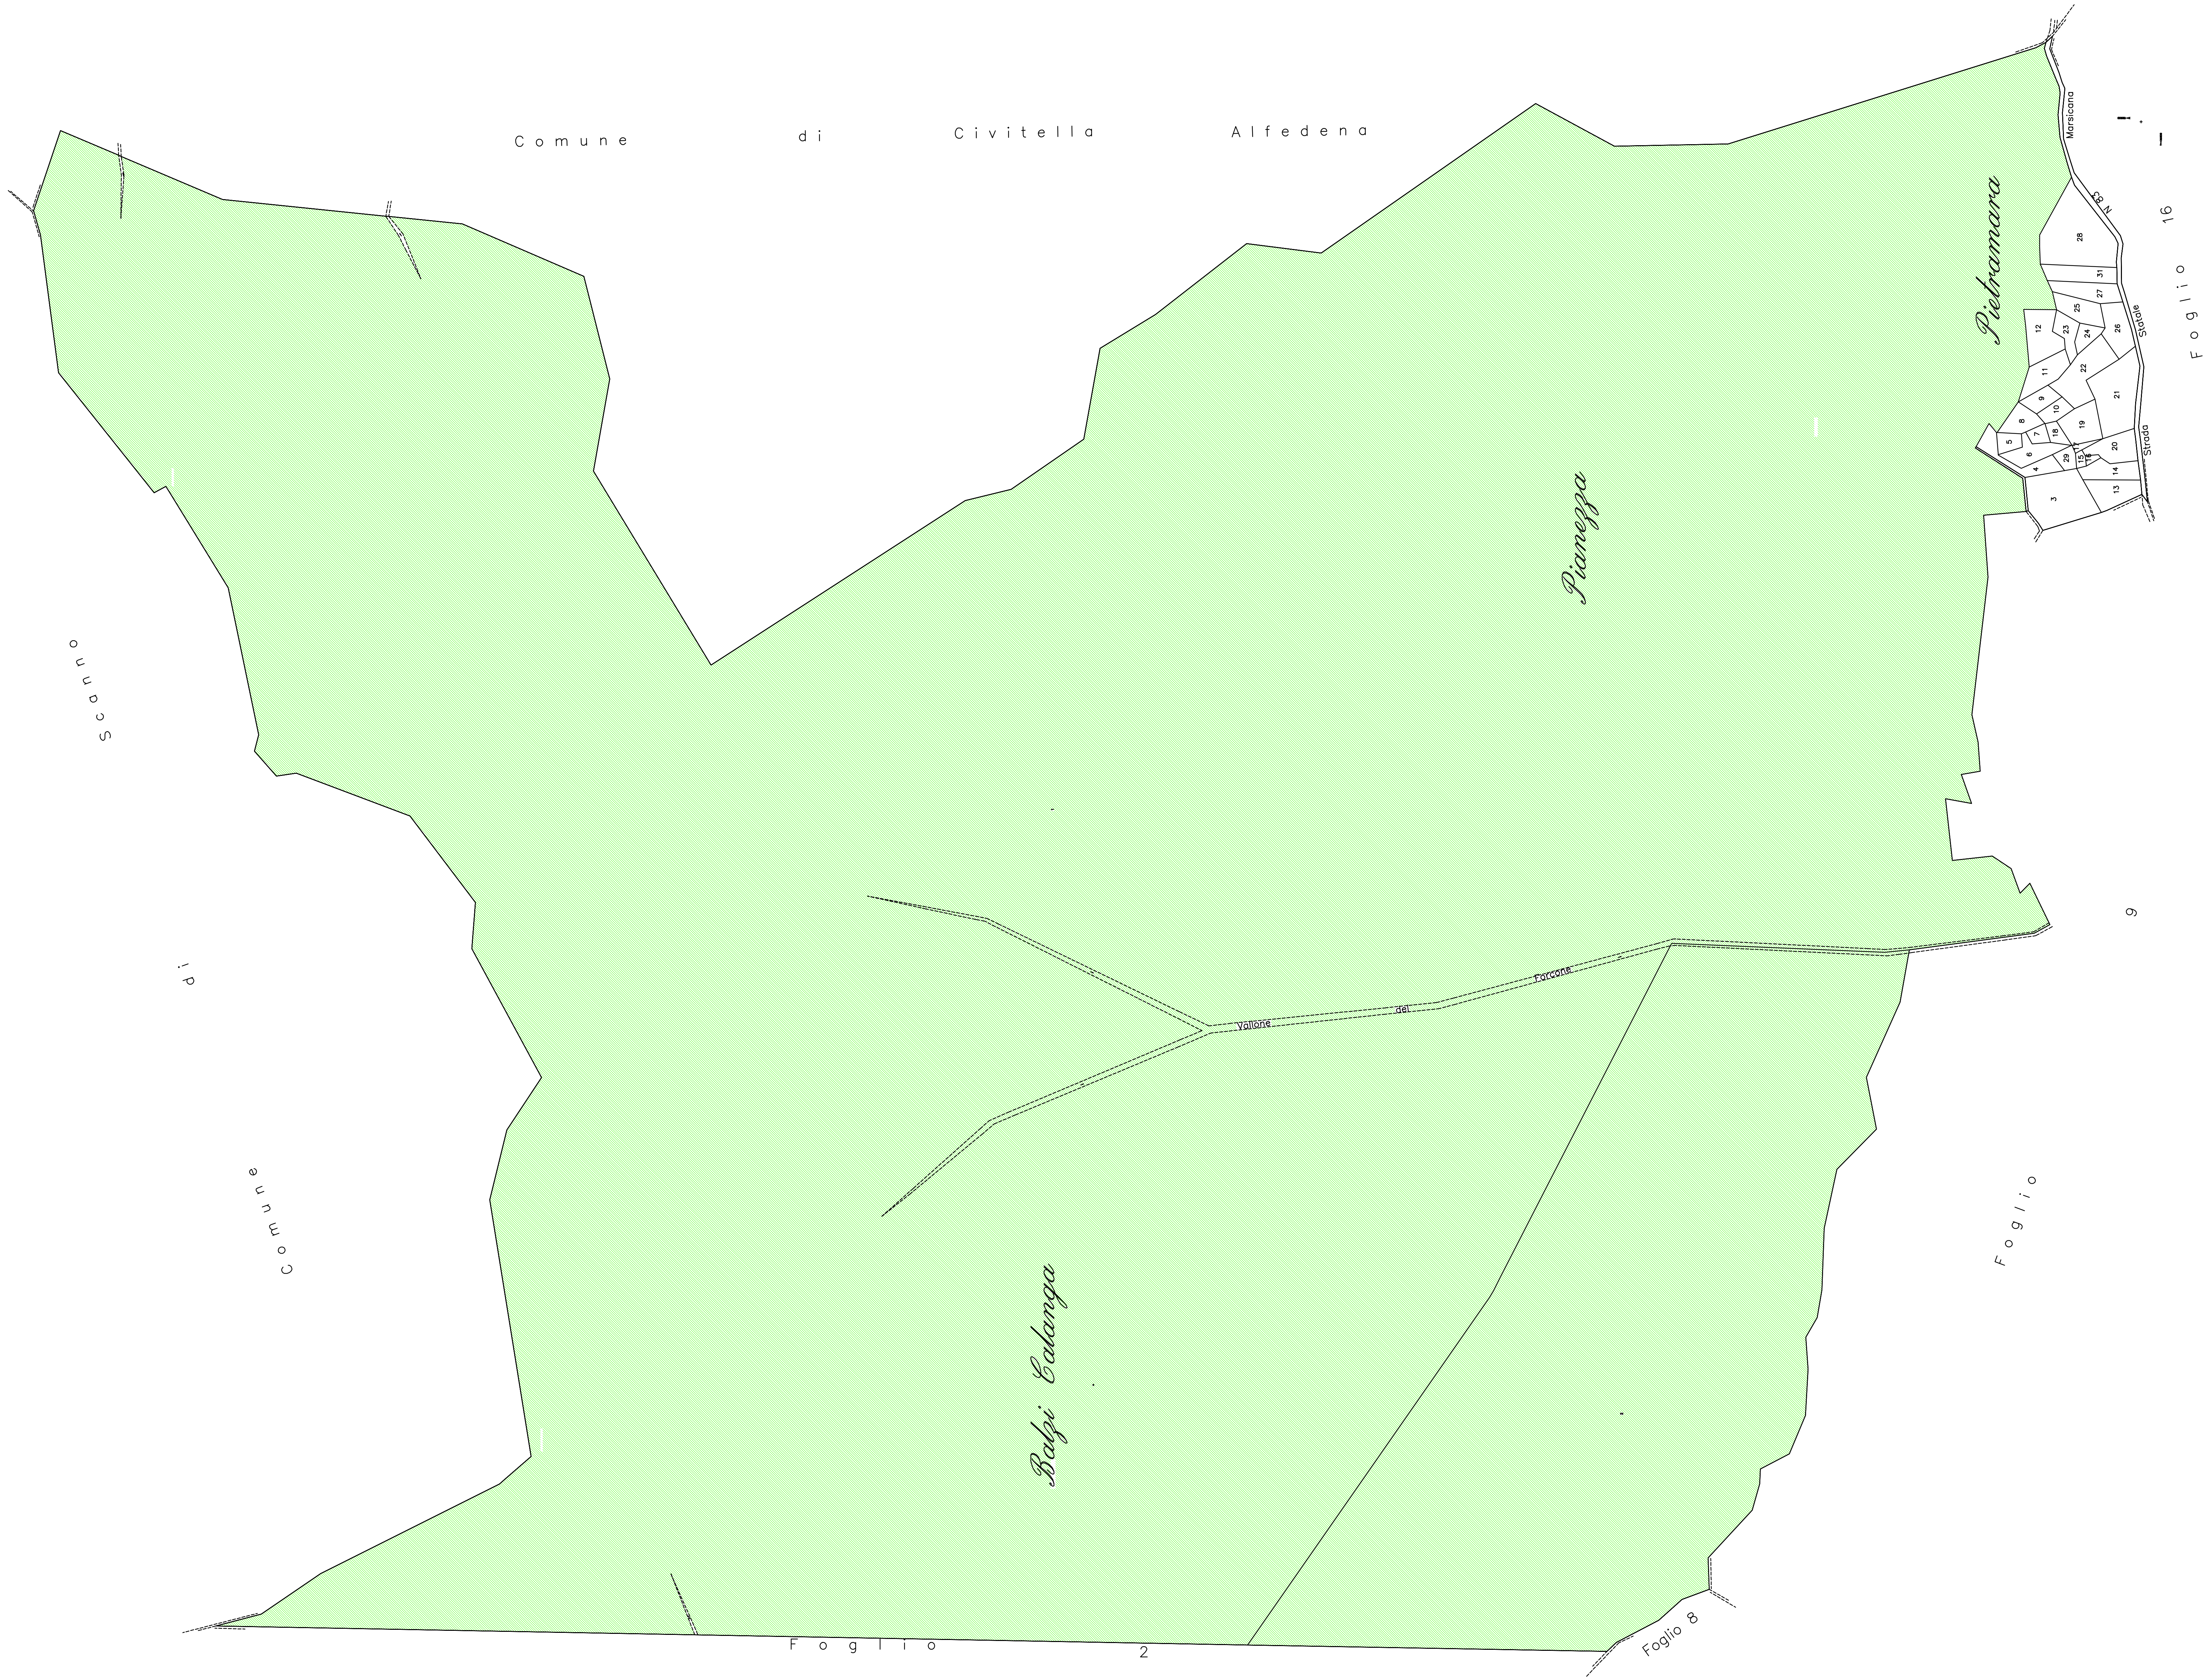 Comune di Civitella Alfedena
Marsicana
N 83
Statale
Strada
Foglio 16
Pietramara
28
31
27
25
12
23
24
26
11
22
21
9
10
8
19
7
18
5
20
6
17
29
15
16
4
14
13
3
Pianezza
Comune di Scanno
Foglio 9
Vallone del Forcone
Balzi Calanga
Foglio 2
Foglio 8